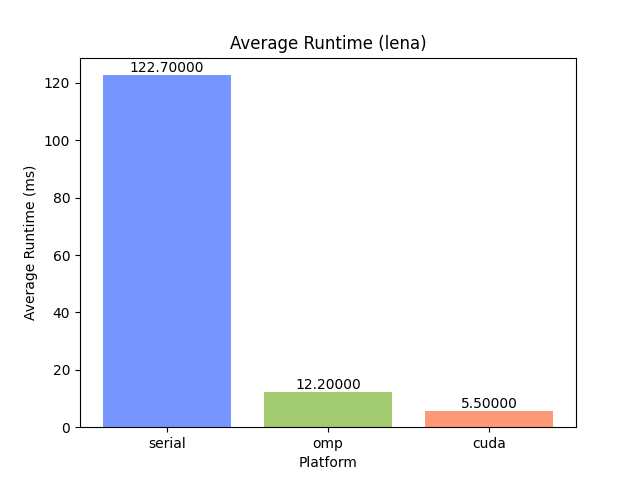 Average Runtime (lena)
122.70000
12.20000
5.50000
120
100
80
60
40
20
0
Average Runtime (ms)
serial
omp
cuda
Platform